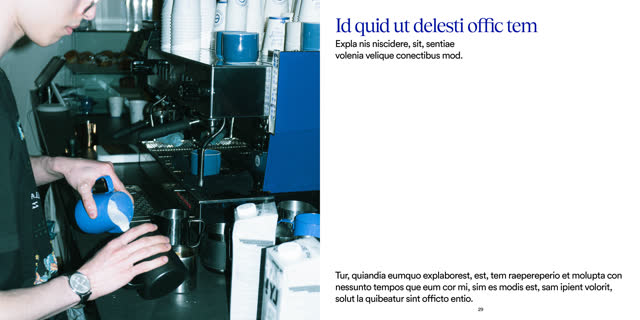 Id quid ut delesti offic tem
Expla nis niscidere, sit, sentiae
volenia velique conectibus mod.
Tur, quiandia eumquo explaborest, est, tem raepereperio et molupta con
nessunto tempos que eum cor mi, sim es modis est, sam ipient volorit,
solut la quibeatur sint officto entio.
29